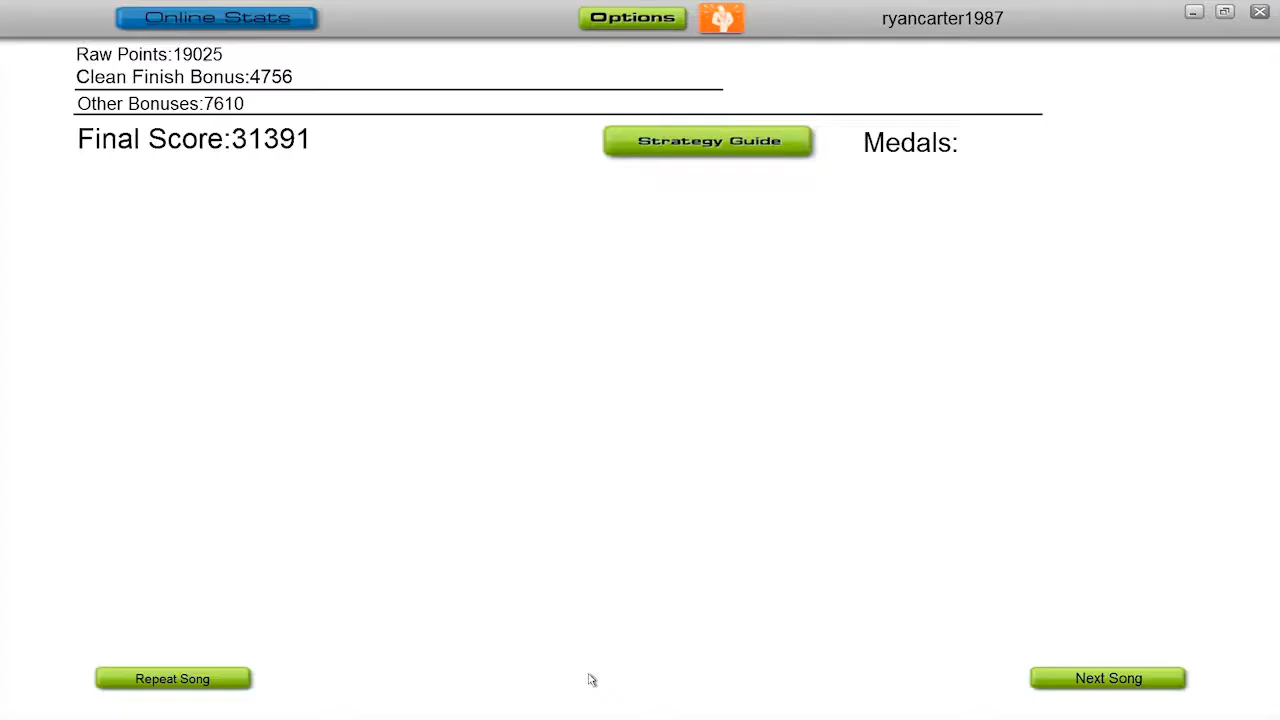 Online Stats
Options
ryancarter1987
Raw Points:19025
Clean Finish Bonus:4756
Other Bonuses:7610
Final Score:31391
Strategy Guide
Medals:
Repeat Song
Next Song